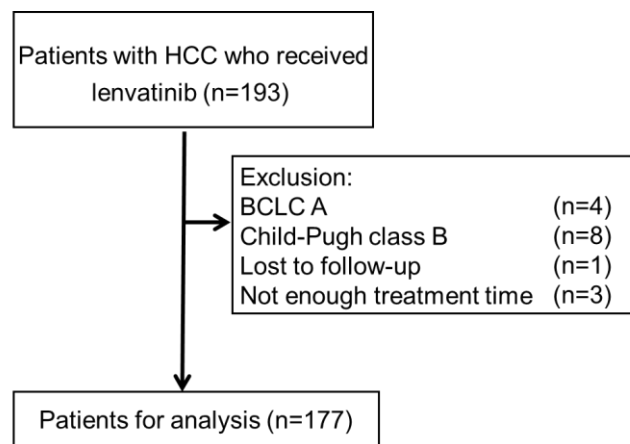 Patients with HCC who received
lenvatinib (n=193)
Exclusion:
BCLC A (n=4)
Child-Pugh class B (n=8)
Lost to follow-up (n=1)
Not enough treatment time (n=3)
Patients for analysis (n=177)